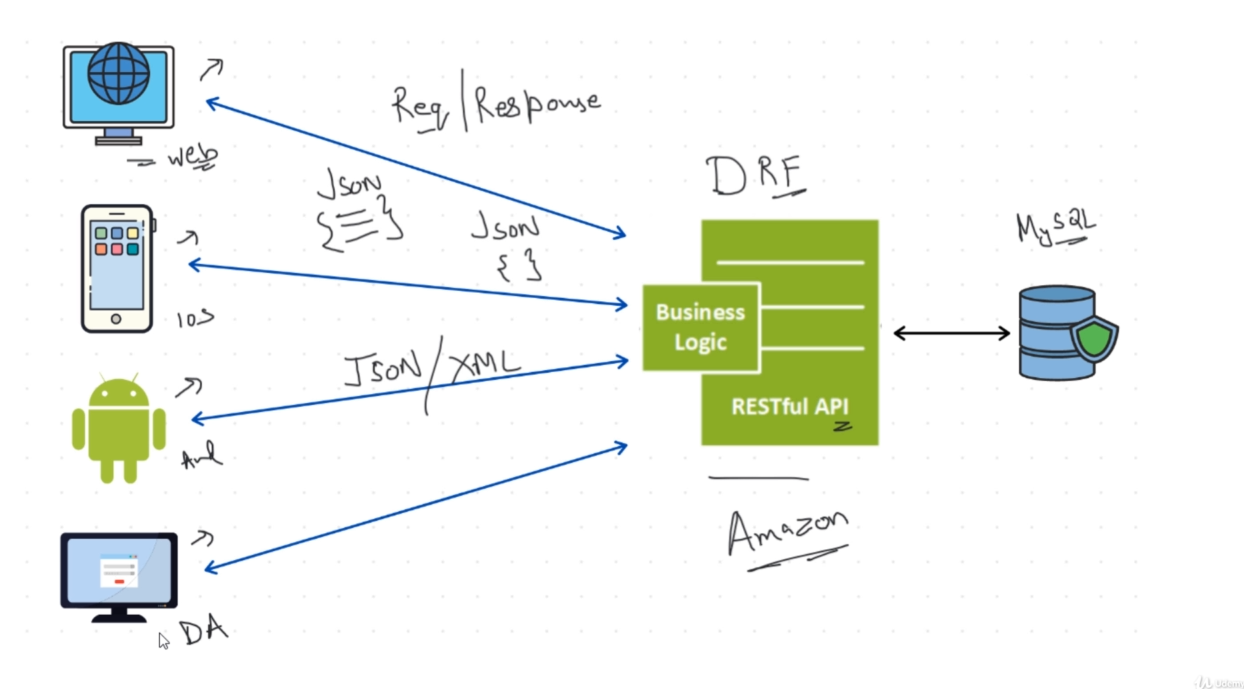 Req/Response
web
Json
{≡}
Json
{ }
IOS
JSON/XML
And
DA
DRF
Business
Logic
RESTful API
Amazon
MySQL
Udemy